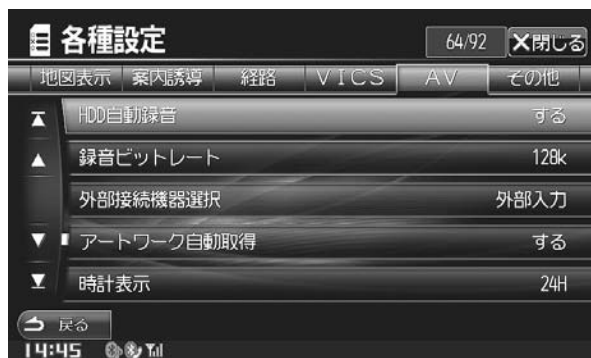 各種設定
64/92
×閉じる
地図表示 案内誘導 経路 VICS AV その他
HDD自動録音 する
録音ビットレート 128k
外部接続機器選択 外部入力
アートワーク自動取得 する
時計表示 24H
戻る
14:45